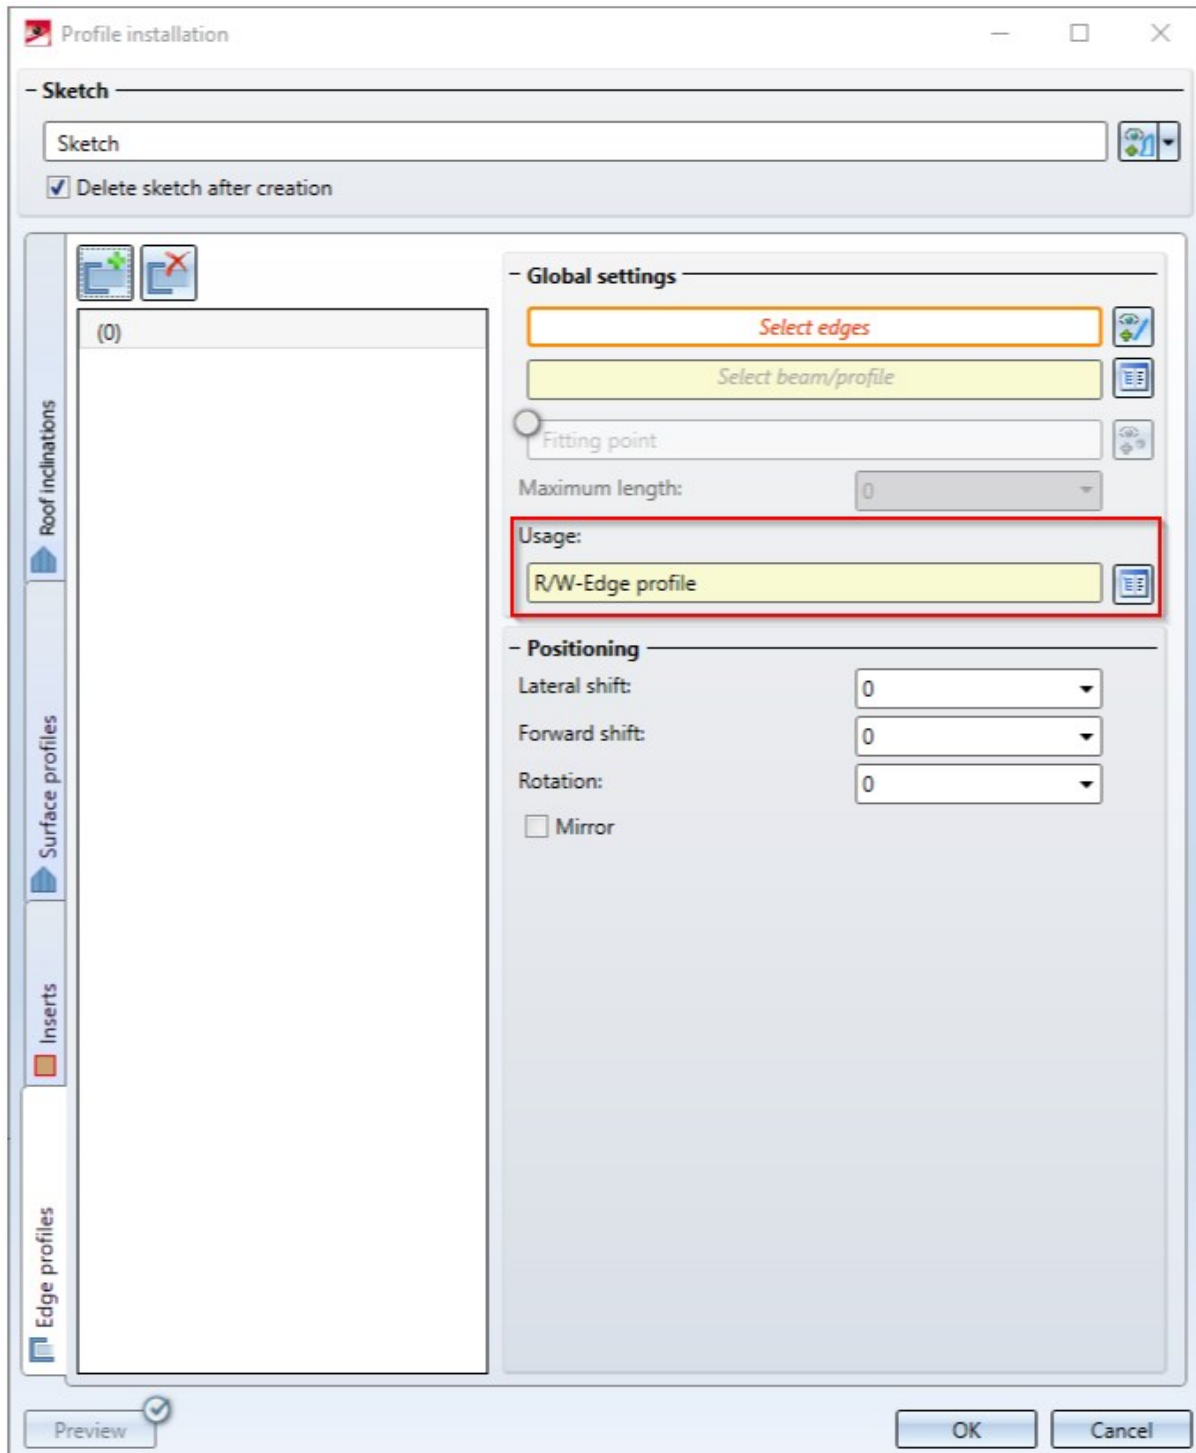 Profile installation
Sketch
Sketch
Delete sketch after creation
Roof inclinations
Surface profiles
Inserts
Edge profiles
(0)
Global settings
Select edges
Select beam/profile
Fitting point
Maximum length: 0
Usage:
R/W-Edge profile
Positioning
Lateral shift: 0
Forward shift: 0
Rotation: 0
Mirror
Preview OK Cancel